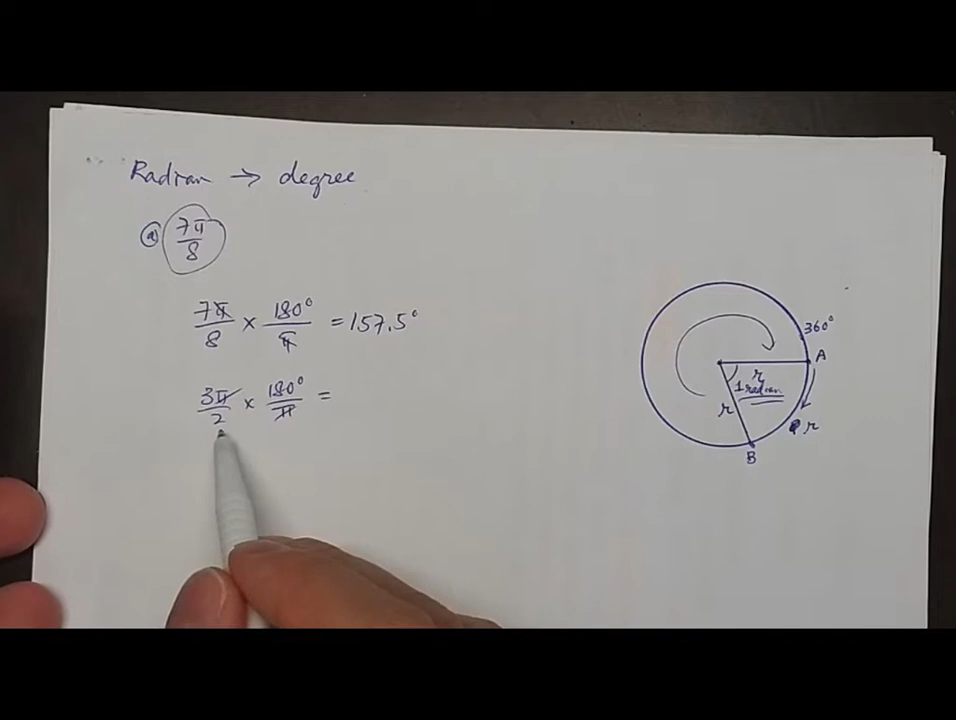 Radian → degree
(a) 7π/8
7π/8 × 180°/π = 157.5°
3π/2 × 180°/π =
360°
A
r
1 radian
r
r
B